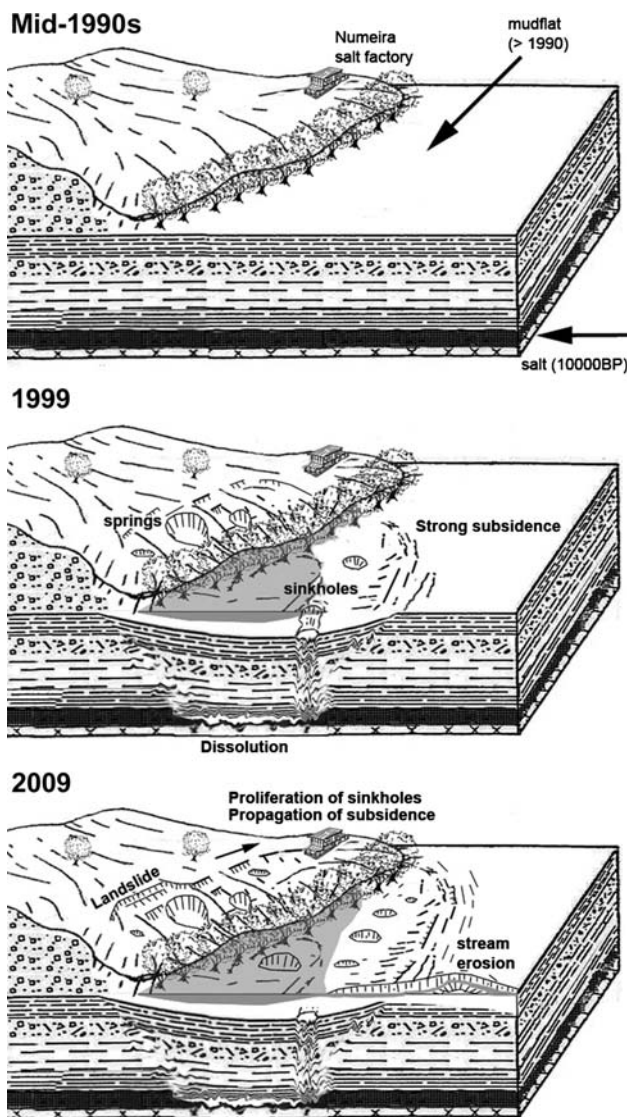 Mid-1990s
Numeira
salt factory
mudflat
(> 1990)
salt (10000BP)
1999
springs
Strong subsidence
sinkholes
Dissolution
2009
Proliferation of sinkholes
Propagation of subsidence
Landslide
stream
erosion